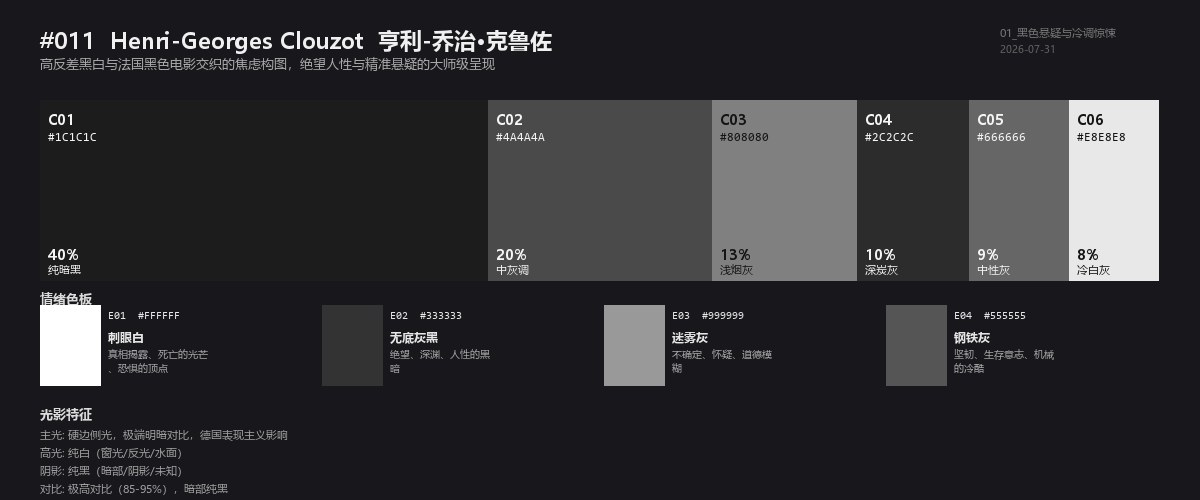 #011 Henri-Georges Clouzot 亨利-乔治•克鲁佐
高反差黑白与法国黑色电影交织的焦虑构图，绝望人性与精准悬疑的大师级呈现
01_黑色悬疑与冷调惊悚
2026-07-31
C01
#1C1C1C
40%
纯暗黑
C02
#4A4A4A
20%
中灰调
C03
#808080
13%
浅烟灰
C04
#2C2C2C
10%
深炭灰
C05
#666666
9%
中性灰
C06
#E8E8E8
8%
冷白灰
情绪色板
E01 #FFFFFF
刺眼白
真相揭露、死亡的光芒
、恐惧的顶点
E02 #333333
无底灰黑
绝望、深渊、人性的黑
暗
E03 #999999
迷雾灰
不确定、怀疑、道德模
糊
E04 #555555
钢铁灰
坚韧、生存意志、机械
的冷酷
光影特征
主光: 硬边侧光，极端明暗对比，德国表现主义影响
高光: 纯白（窗光/反光/水面）
阴影: 纯黑（暗部/阴影/未知）
对比: 极高对比（85-95%），暗部纯黑